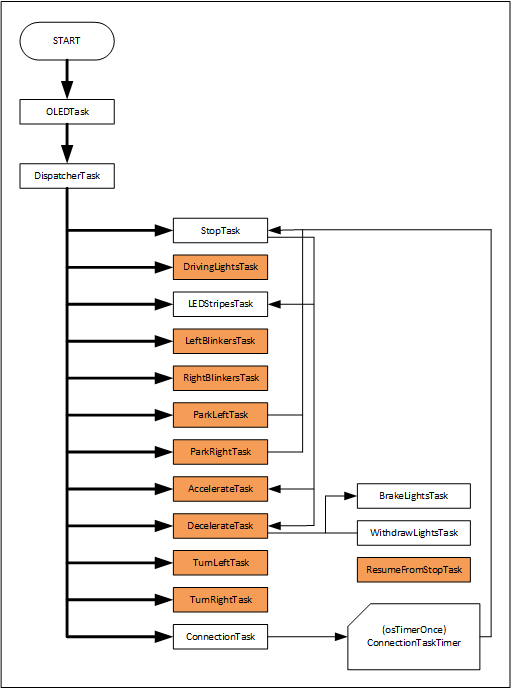 START
OLEDTask
DispatcherTask
StopTask
DrivingLightsTask
LEDStripesTask
LeftBlinkersTask
RightBlinkersTask
ParkLeftTask
ParkRightTask
AccelerateTask
DecelerateTask
TurnLeftTask
TurnRightTask
ConnectionTask
BrakeLightsTask
WithdrawLightsTask
ResumeFromStopTask
(osTimerOnce)
ConnectionTaskTimer